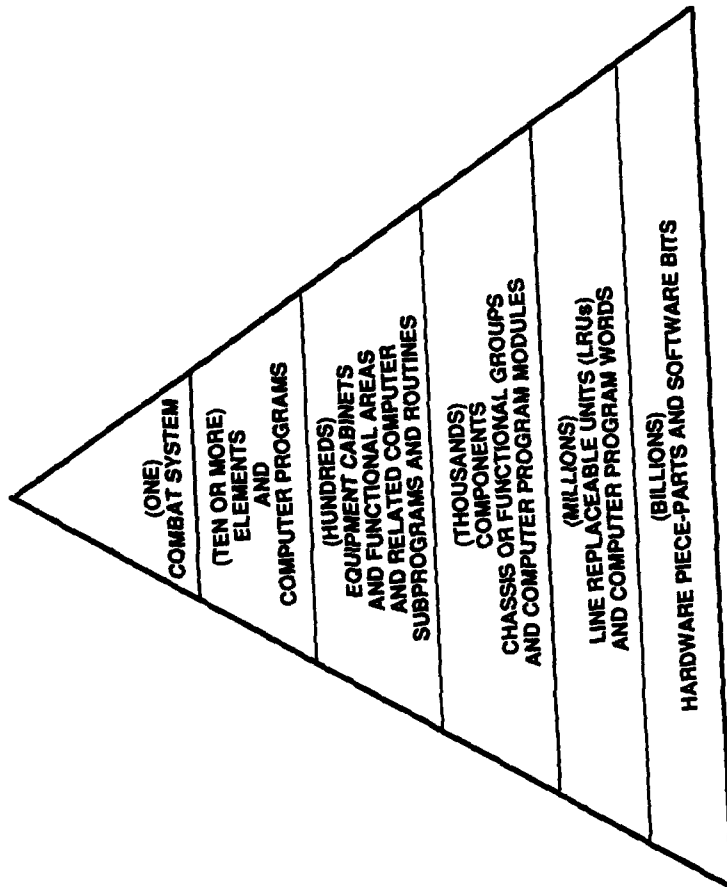 (ONE)
COMBAT SYSTEM
(TEN OR MORE)
ELEMENTS
AND
COMPUTER PROGRAMS
(HUNDREDS)
EQUIPMENT CABINETS
AND FUNCTIONAL AREAS
AND RELATED COMPUTER
SUBPROGRAMS AND ROUTINES
(THOUSANDS)
COMPONENTS
CHASSIS OR FUNCTIONAL GROUPS
AND COMPUTER PROGRAM MODULES
(MILLIONS)
LINE REPLACEABLE UNITS (LRUs)
AND COMPUTER PROGRAM WORDS
(BILLIONS)
HARDWARE PIECE-PARTS AND SOFTWARE BITS